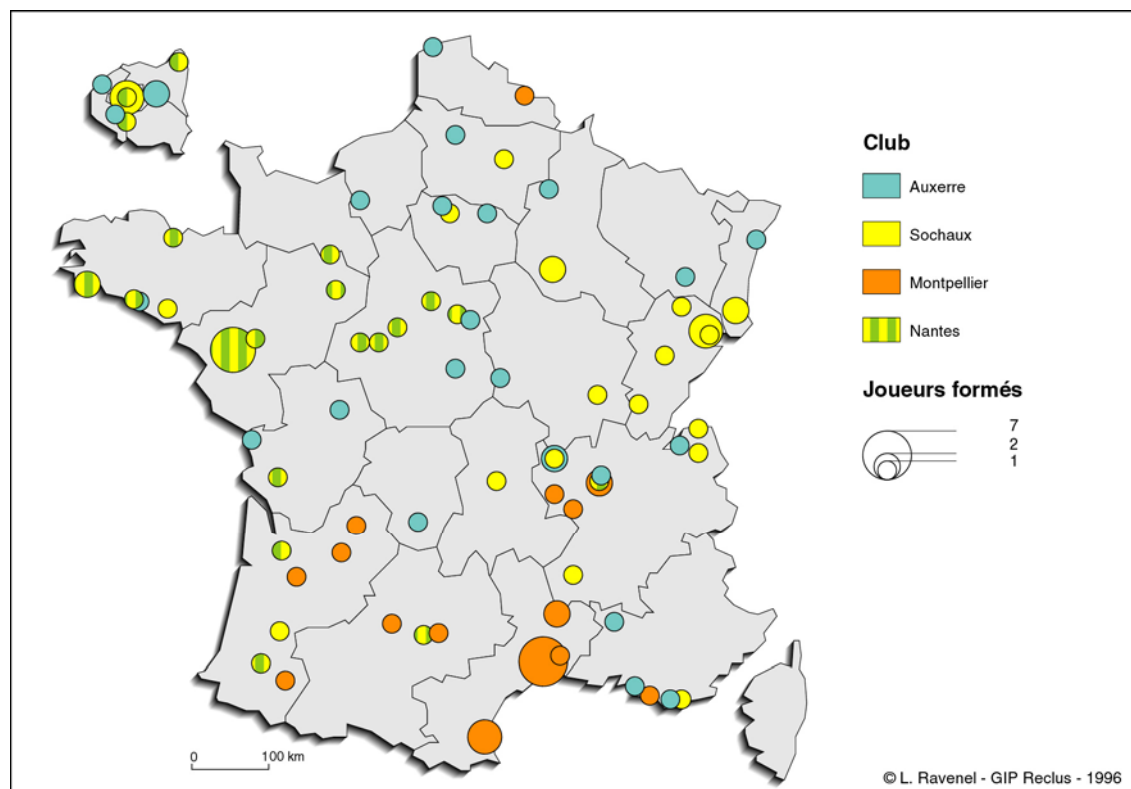 Club
Auxerre
Sochaux
Montpellier
Nantes
Joueurs formés
7
2
1
0 100 km
© L. Ravenel - GIP Reclus - 1996